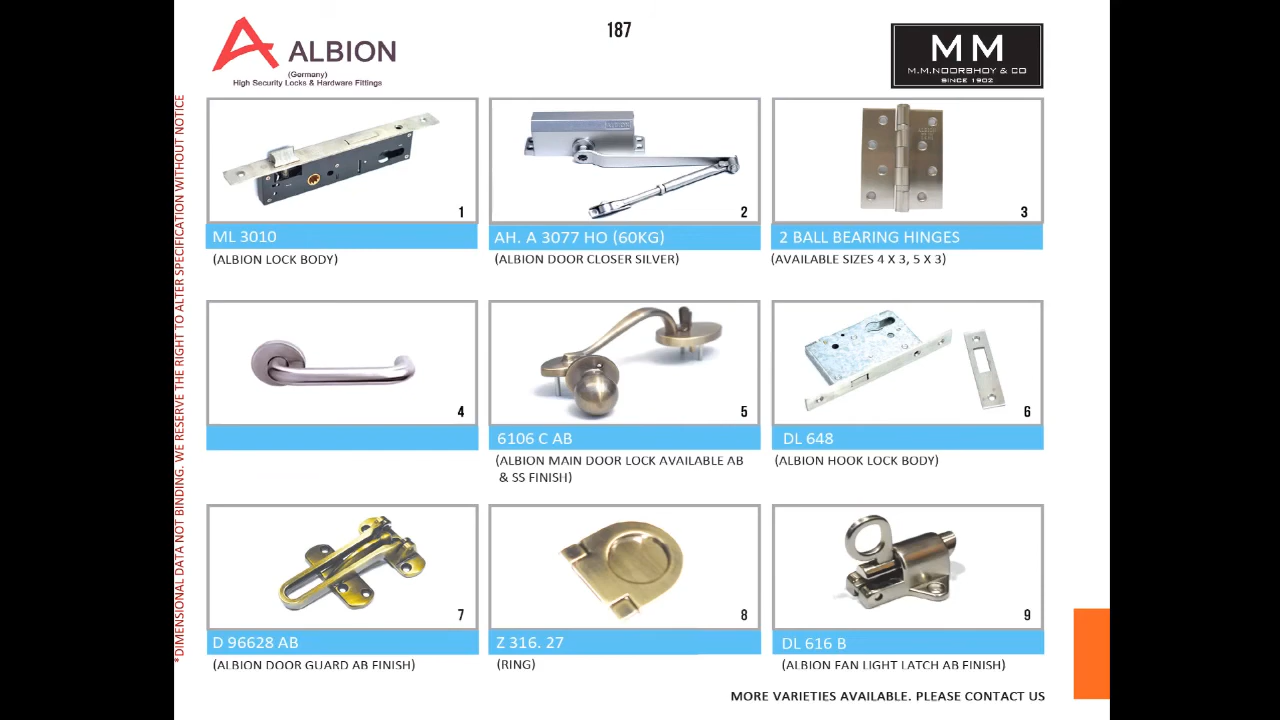 187
ALBION
(Germany)
High Security Locks & Hardware Fittings
MM
M.M.NOORBHOY & CO
SINCE 1902
*DIMENSIONAL DATA NOT BINDING. WE RESERVE THE RIGHT TO ALTER SPECIFICATION WITHOUT NOTICE
1
ML 3010
(ALBION LOCK BODY)
2
AH. A 3077 HO (60KG)
(ALBION DOOR CLOSER SILVER)
3
2 BALL BEARING HINGES
(AVAILABLE SIZES 4 X 3, 5 X 3)
4
5
6106 C AB
(ALBION MAIN DOOR LOCK AVAILABLE AB
& SS FINISH)
6
DL 648
(ALBION HOOK LOCK BODY)
7
D 96628 AB
(ALBION DOOR GUARD AB FINISH)
8
Z 316. 27
(RING)
9
DL 616 B
(ALBION FAN LIGHT LATCH AB FINISH)
MORE VARIETIES AVAILABLE. PLEASE CONTACT US